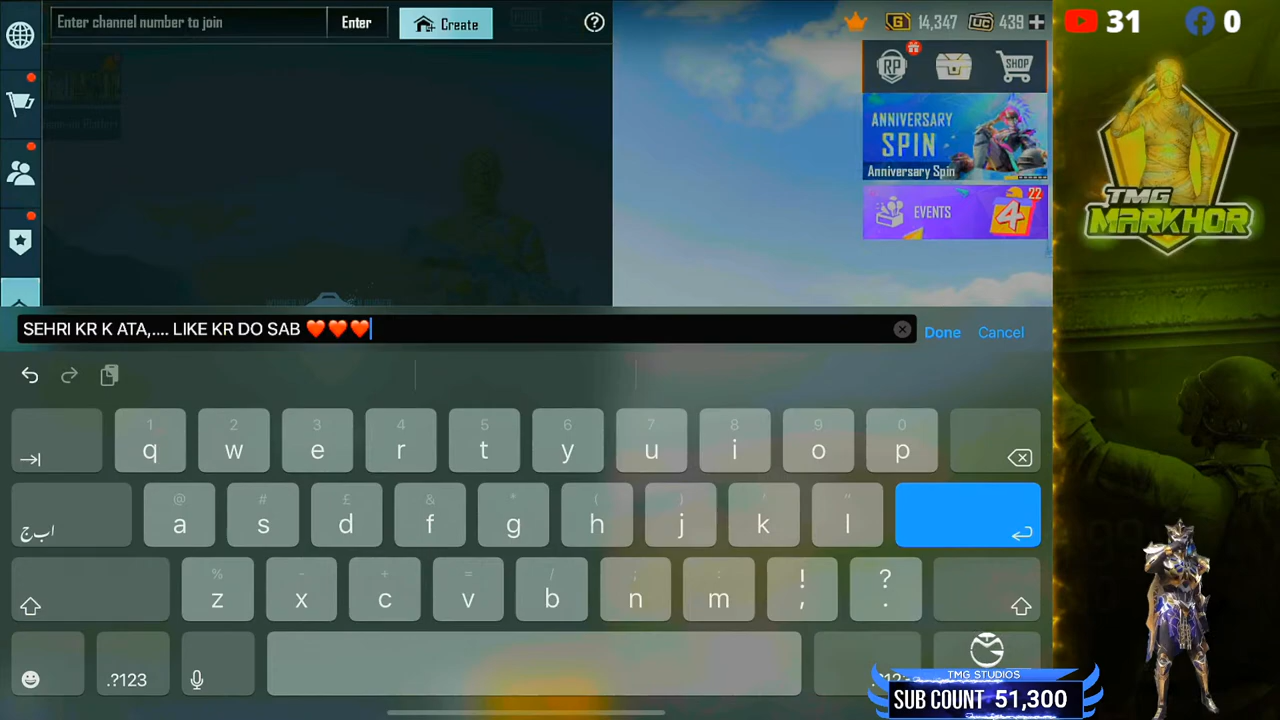 Enter channel number to join
Enter
Create
?
G 14,347
UC 439 +
31
0
RP
SHOP
ANNIVERSARY
SPIN
Anniversary Spin
EVENTS
4
22
TMG
MARKHOR
SEHRI KR K ATA,.... LIKE KR DO SAB ❤️❤️❤️
Done
Cancel
1 2 3 4 5 6 7 8 9 0
q w e r t y u i o p
@ # £ & * ( ) ' "
ا ب ج
a s d f g h j k l
% - + = / ; : ! ?
z x c v b n m , .
.?123
TMG STUDIOS
SUB COUNT 51,300